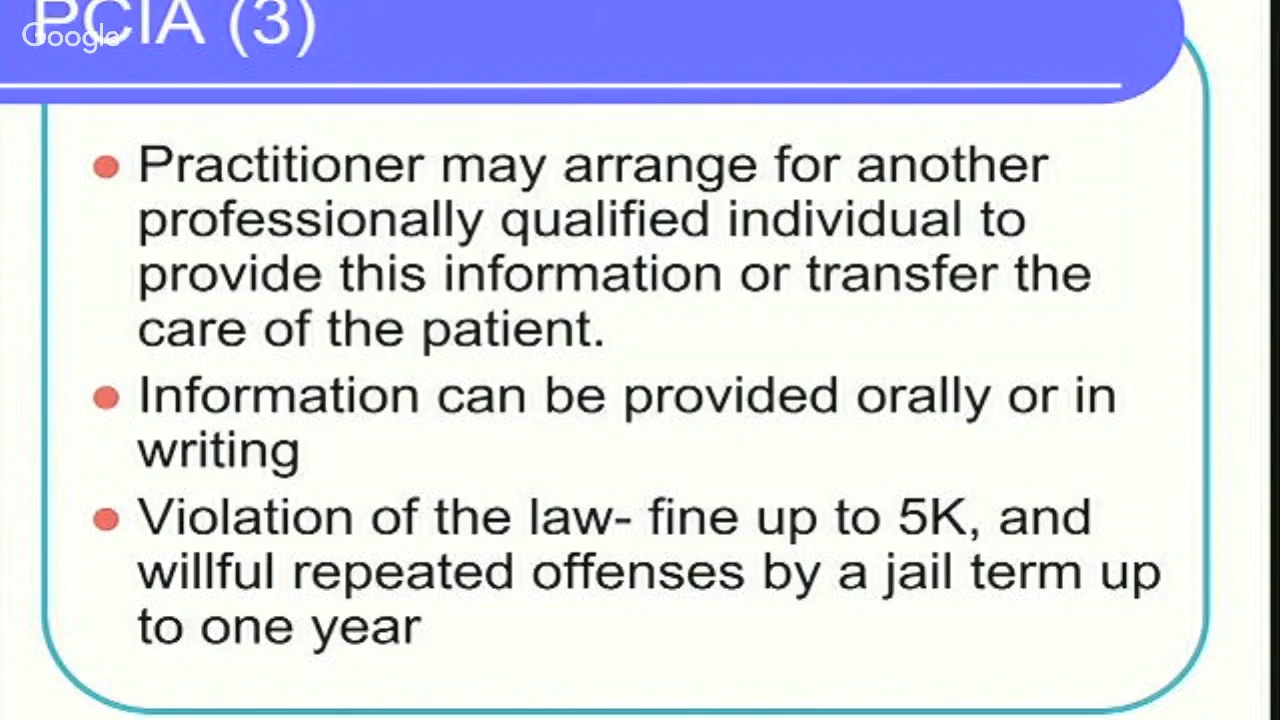 PCIA (3)
Google
Practitioner may arrange for another
professionally qualified individual to
provide this information or transfer the
care of the patient.
Information can be provided orally or in
writing
Violation of the law- fine up to 5K, and
willful repeated offenses by a jail term up
to one year